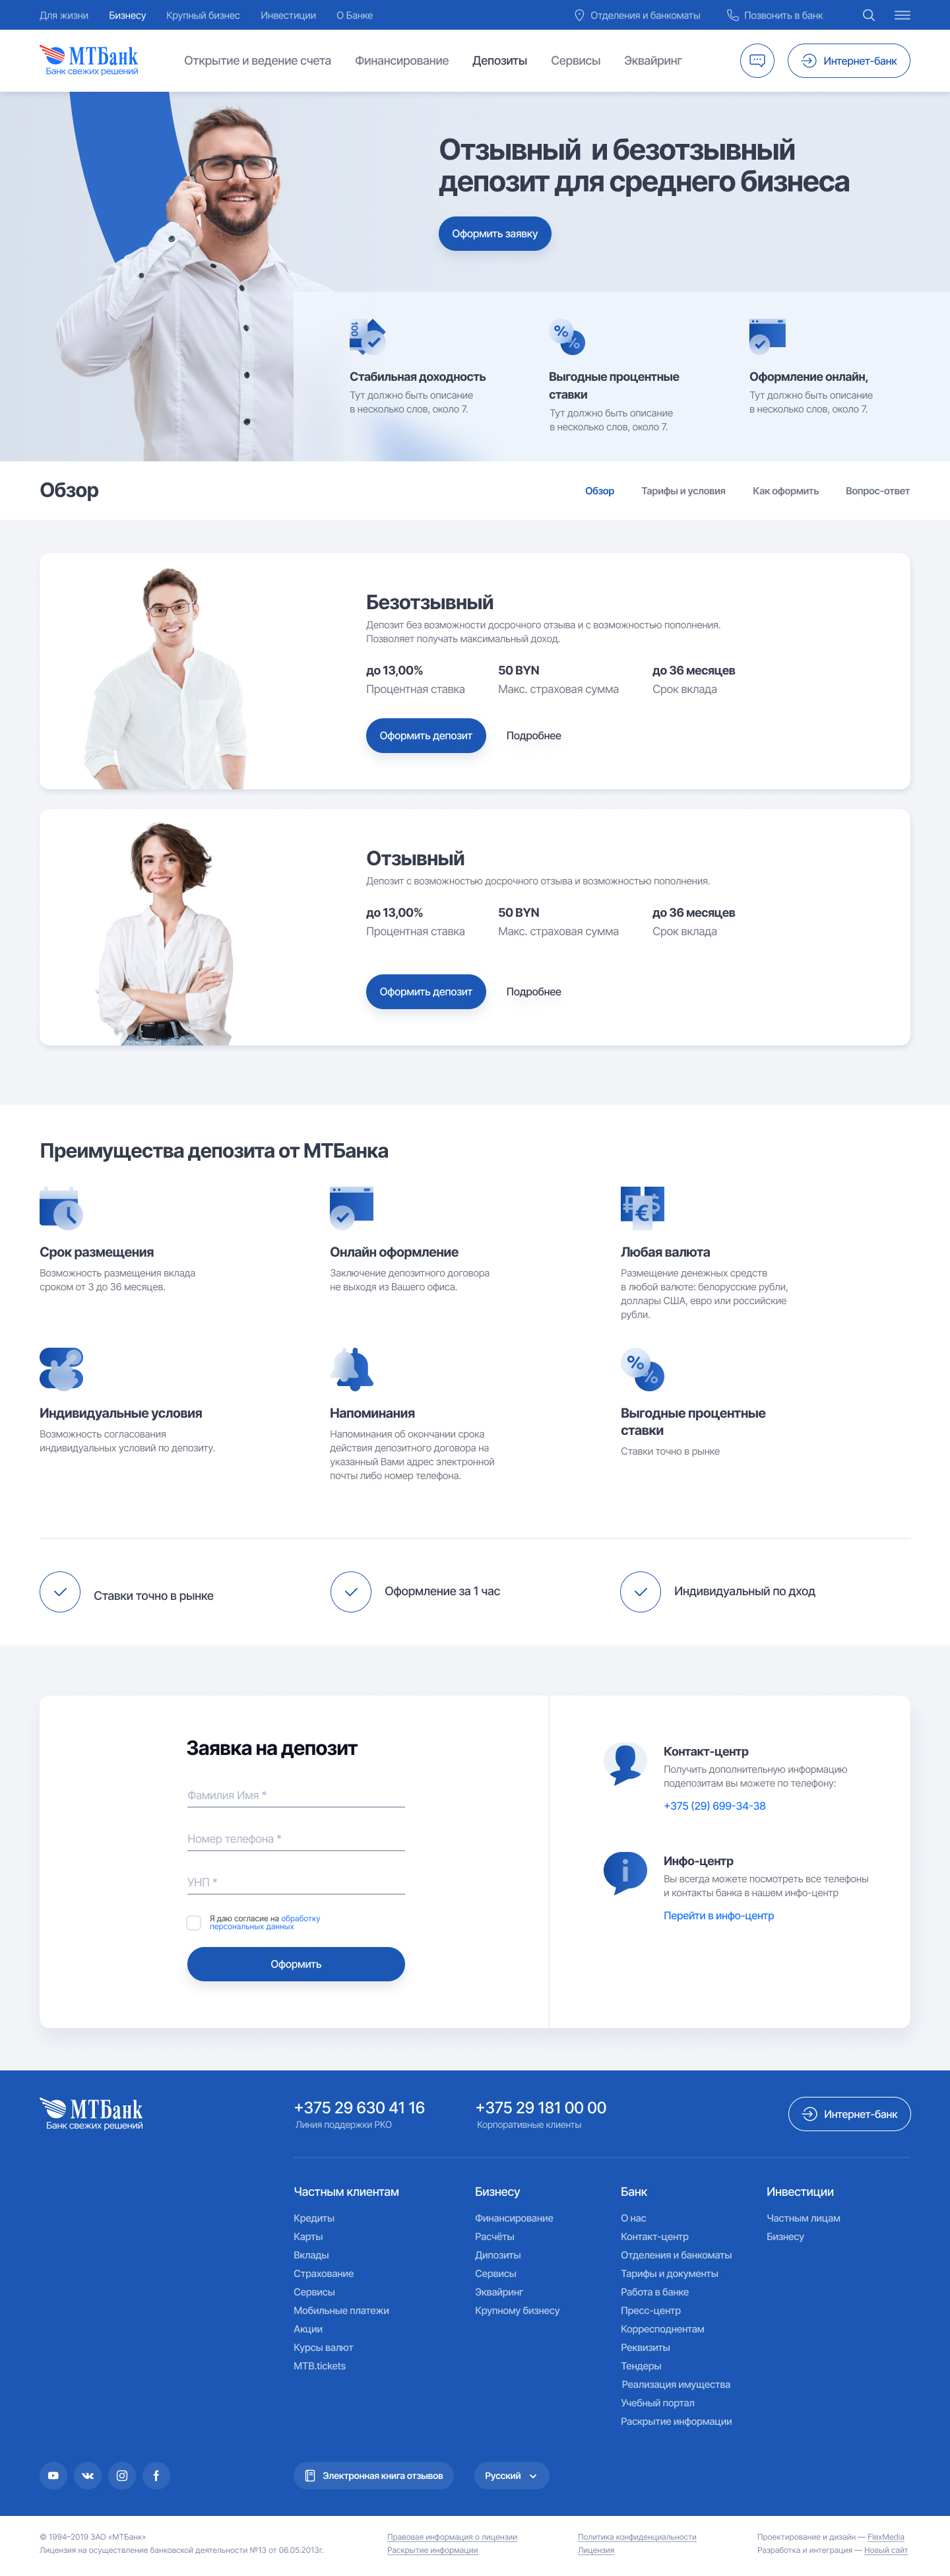 Для жизни Бизнесу Крупный бизнес Инвестиции О Банке Отделения и банкоматы Позвонить в банк
МТБанк
Банк свежих решений
Открытие и ведение счета Финансирование Депозиты Сервисы Эквайринг Интернет-банк
Отзывный и безотзывный
депозит для среднего бизнеса
Оформить заявку
100
Стабильная доходность
Тут должно быть описание
в несколько слов, около 7.
% %
Выгодные процентные
ставки
Тут должно быть описание
в несколько слов, около 7.
Оформление онлайн,
Тут должно быть описание
в несколько слов, около 7.
Обзор
Обзор Тарифы и условия Как оформить Вопрос-ответ
Безотзывный
Депозит без возможности досрочного отзыва и с возможностью пополнения.
Позволяет получать максимальный доход.
до 13,00% 50 BYN до 36 месяцев
Процентная ставка Макс. страховая сумма Срок вклада
Оформить депозит Подробнее
Отзывный
Депозит с возможностью досрочного отзыва и возможностью пополнения.
до 13,00% 50 BYN до 36 месяцев
Процентная ставка Макс. страховая сумма Срок вклада
Оформить депозит Подробнее
Преимущества депозита от МТБанка
Срок размещения
Возможность размещения вклада
сроком от 3 до 36 месяцев.
Онлайн оформление
Заключение депозитного договора
не выходя из Вашего офиса.
₽ € $
Любая валюта
Размещение денежных средств
в любой валюте: белорусские рубли,
доллары США, евро или российские
рубли.
Индивидуальные условия
Возможность согласования
индивидуальных условий по депозиту.
Напоминания
Напоминания об окончании срока
действия депозитного договора на
указанный Вами адрес электронной
почты либо номер телефона.
% %
Выгодные процентные
ставки
Ставки точно в рынке
Ставки точно в рынке
Оформление за 1 час
Индивидуальный по дход
Заявка на депозит
Фамилия Имя *
Номер телефона *
УНП *
Я даю согласие на обработку
персональных данных
Оформить
Контакт-центр
Получить дополнительную информацию
подепозитам вы можете по телефону:
+375 (29) 699-34-38
i
Инфо-центр
Вы всегда можете посмотреть все телефоны
и контакты банка в нашем инфо-центр
Перейти в инфо-центр
МТБанк
Банк свежих решений
+375 29 630 41 16
Линия поддержки РКО
+375 29 181 00 00
Корпоративные клиенты
Интернет-банк
Частным клиентам
Кредиты
Карты
Вклады
Страхование
Сервисы
Мобильные платежи
Акции
Курсы валют
MTB.tickets
Бизнесу
Финансирование
Расчёты
Дипозиты
Сервисы
Эквайринг
Крупному бизнесу
Банк
О нас
Контакт-центр
Отделения и банкоматы
Тарифы и документы
Работа в банке
Пресс-центр
Корресподнентам
Реквизиты
Тендеры
Реализация имущества
Учебный портал
Раскрытие информации
Инвестиции
Частным лицам
Бизнесу
Электронная книга отзывов
Русский
© 1994–2019 ЗАО «МТБанк»
Лицензия на осуществление банковской деятельности №13 от 06.05.2013г.
Правовая информация о лицензии
Раскрытие информации
Политика конфиденциальности
Лицензия
Проектирование и дизайн — FlexMedia
Разработка и интеграция — Новый сайт